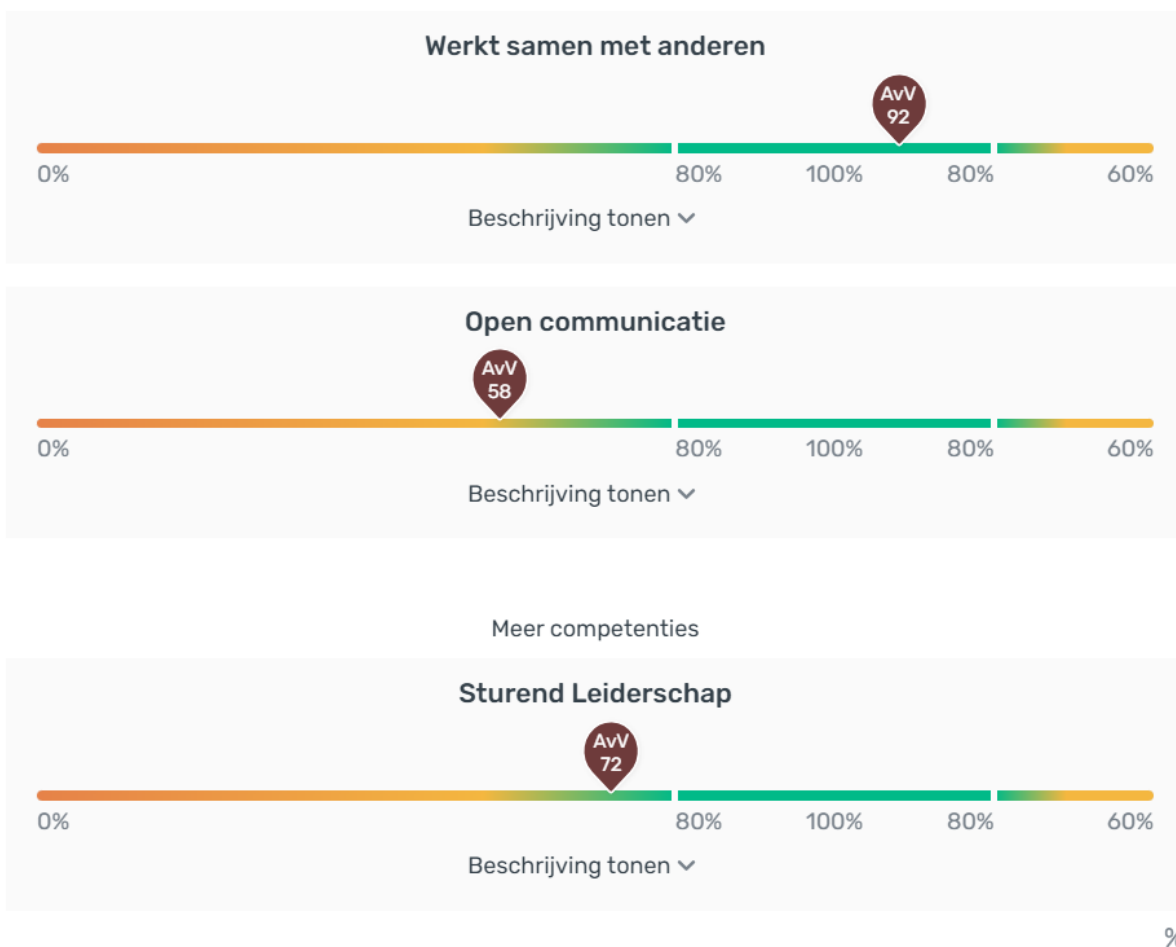 Werkt samen met anderen
AvV
92
0% 80% 100% 80% 60%
Beschrijving tonen
Open communicatie
AvV
58
0% 80% 100% 80% 60%
Beschrijving tonen
Meer competenties
Sturend Leiderschap
AvV
72
0% 80% 100% 80% 60%
Beschrijving tonen